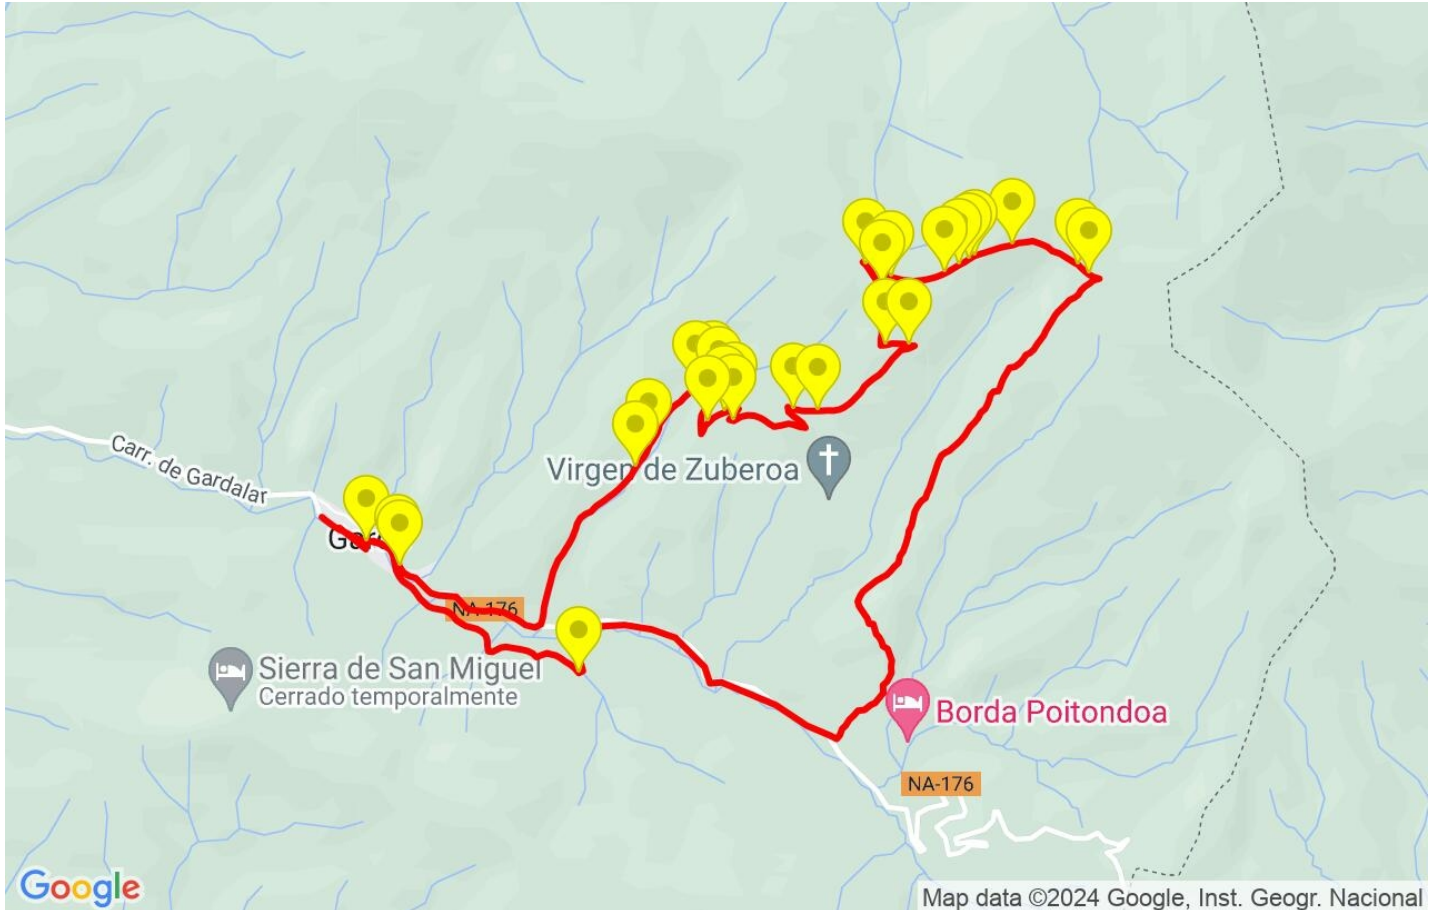 Carr. de Gardalar
Virgen de Zuberoa
NA-176
Sierra de San Miguel
Cerrado temporalmente
Borda Poitondoa
NA-176
Google
Map data ©2024 Google, Inst. Geogr. Nacional